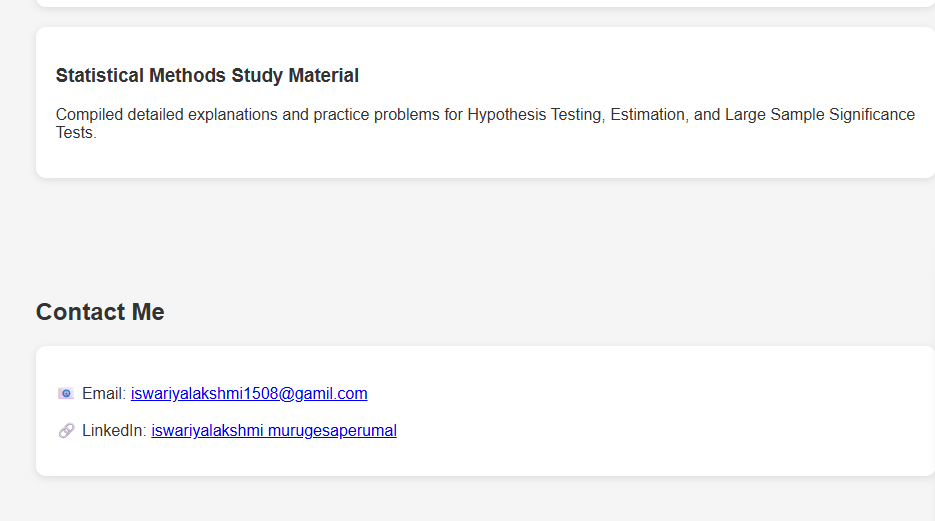 Statistical Methods Study Material
Compiled detailed explanations and practice problems for Hypothesis Testing, Estimation, and Large Sample Significance
Tests.
Contact Me
Email: iswariyalakshmi1508@gamil.com
LinkedIn: iswariyalakshmi murugesaperumal